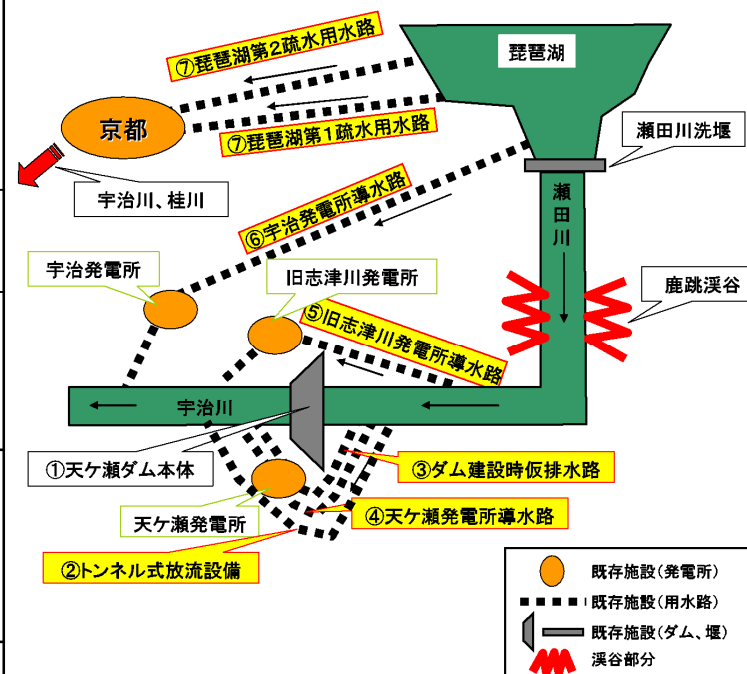 ⑦琵琶湖第2疏水用水路
琵琶湖
京都
⑦琵琶湖第1疏水用水路
瀬田川洗堰
宇治川、桂川
瀬田川
⑥宇治発電所導水路
宇治発電所
旧志津川発電所
鹿跳渓谷
⑤旧志津川発電所導水路
宇治川
①天ケ瀬ダム本体
③ダム建設時仮排水路
天ケ瀬発電所
④天ケ瀬発電所導水路
②トンネル式放流設備
既存施設(発電所)
既存施設(用水路)
既存施設(ダム、堰)
渓谷部分